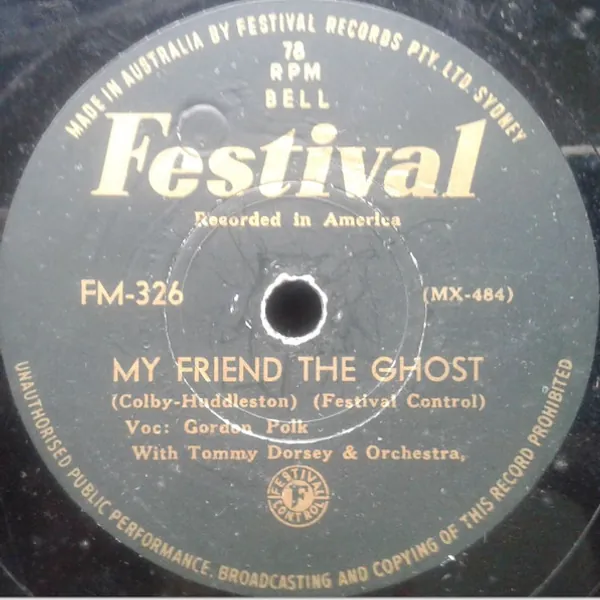 MADE IN AUSTRALIA BY FESTIVAL RECORDS PTY. LTD. SYDNEY
78
RPM
BELL
Festival
Recorded in America
FM-326
(MX-484)
MY FRIEND THE GHOST
(Colby-Huddleston) (Festival Control)
Voc: Gordon Polk
With Tommy Dorsey & Orchestra,
FESTIVAL
F
CONTROL
UNAUTHORISED PUBLIC PERFORMANCE, BROADCASTING AND COPYING OF THIS RECORD PROHIBITED